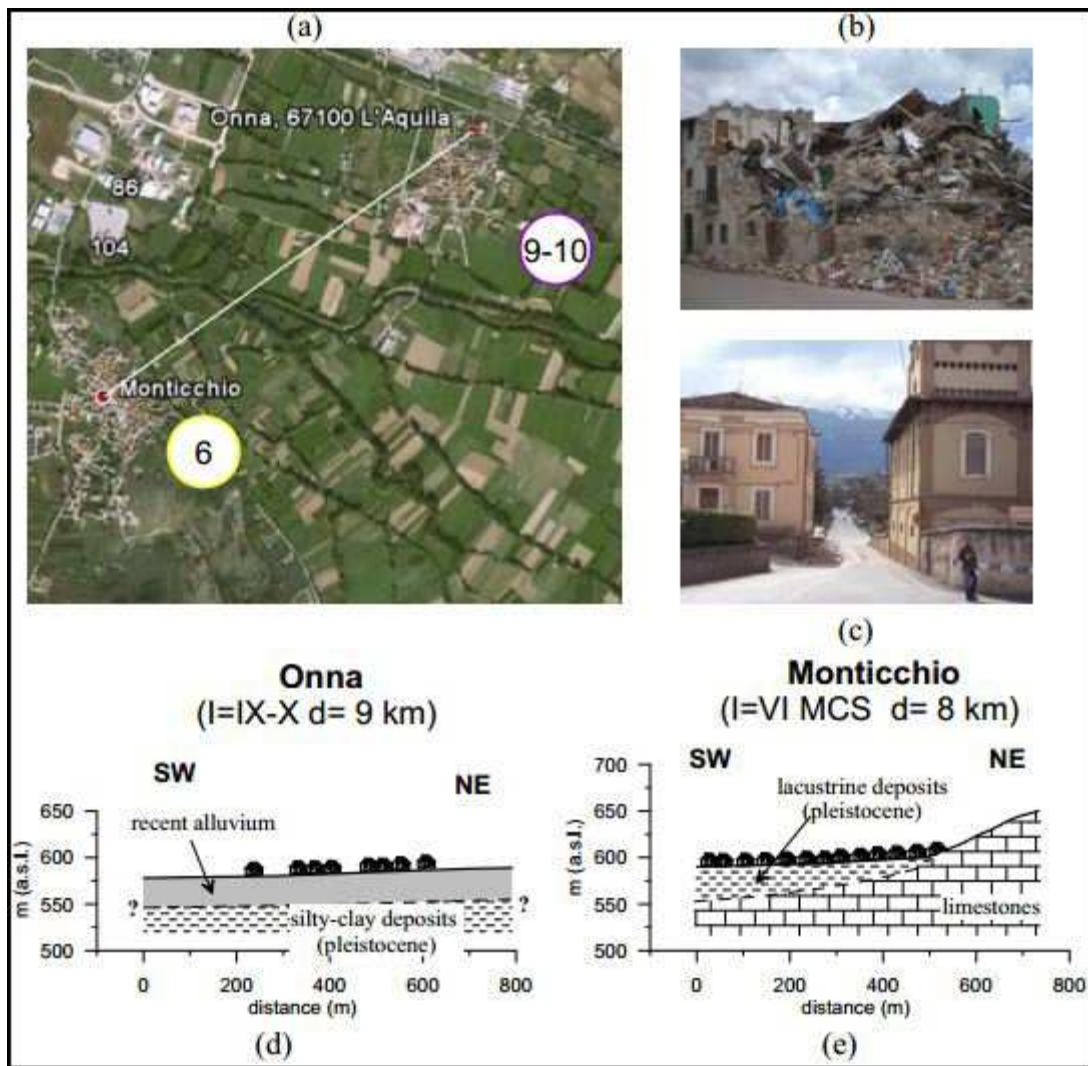 (a)
(b)
Onna, 67100 L'Aquila
86
104
9-10
Monticchio
6
(c)
Onna
(I=IX-X d= 9 km)
SW
NE
650
600
550
500
m (a.s.l.)
recent alluvium
?
?
silty-clay deposits
(pleistocene)
0
200
400
600
800
distance (m)
(d)
Monticchio
(I=VI MCS d= 8 km)
SW
NE
700
650
600
550
500
m (a.s.l.)
lacustrine deposits
(pleistocene)
limestones
0
200
400
600
800
distance (m)
(e)